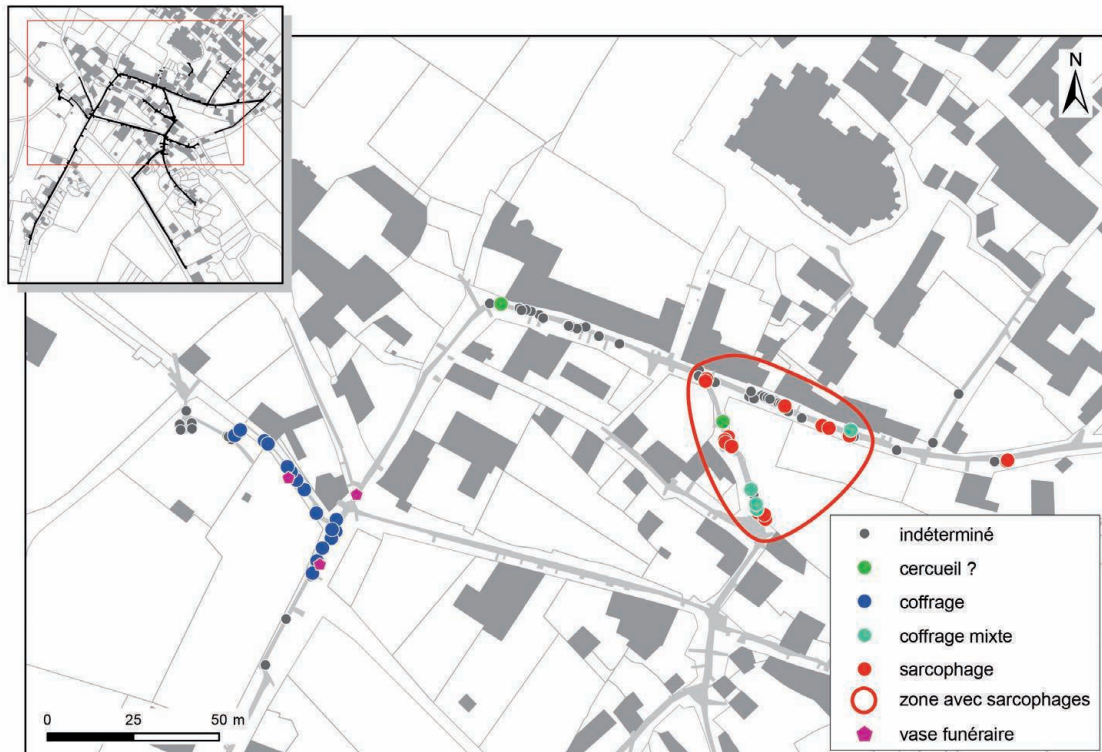 N
indéterminé
cercueil ?
coffrage
coffrage mixte
sarcophage
zone avec sarcophages
vase funéraire
0 25 50 m